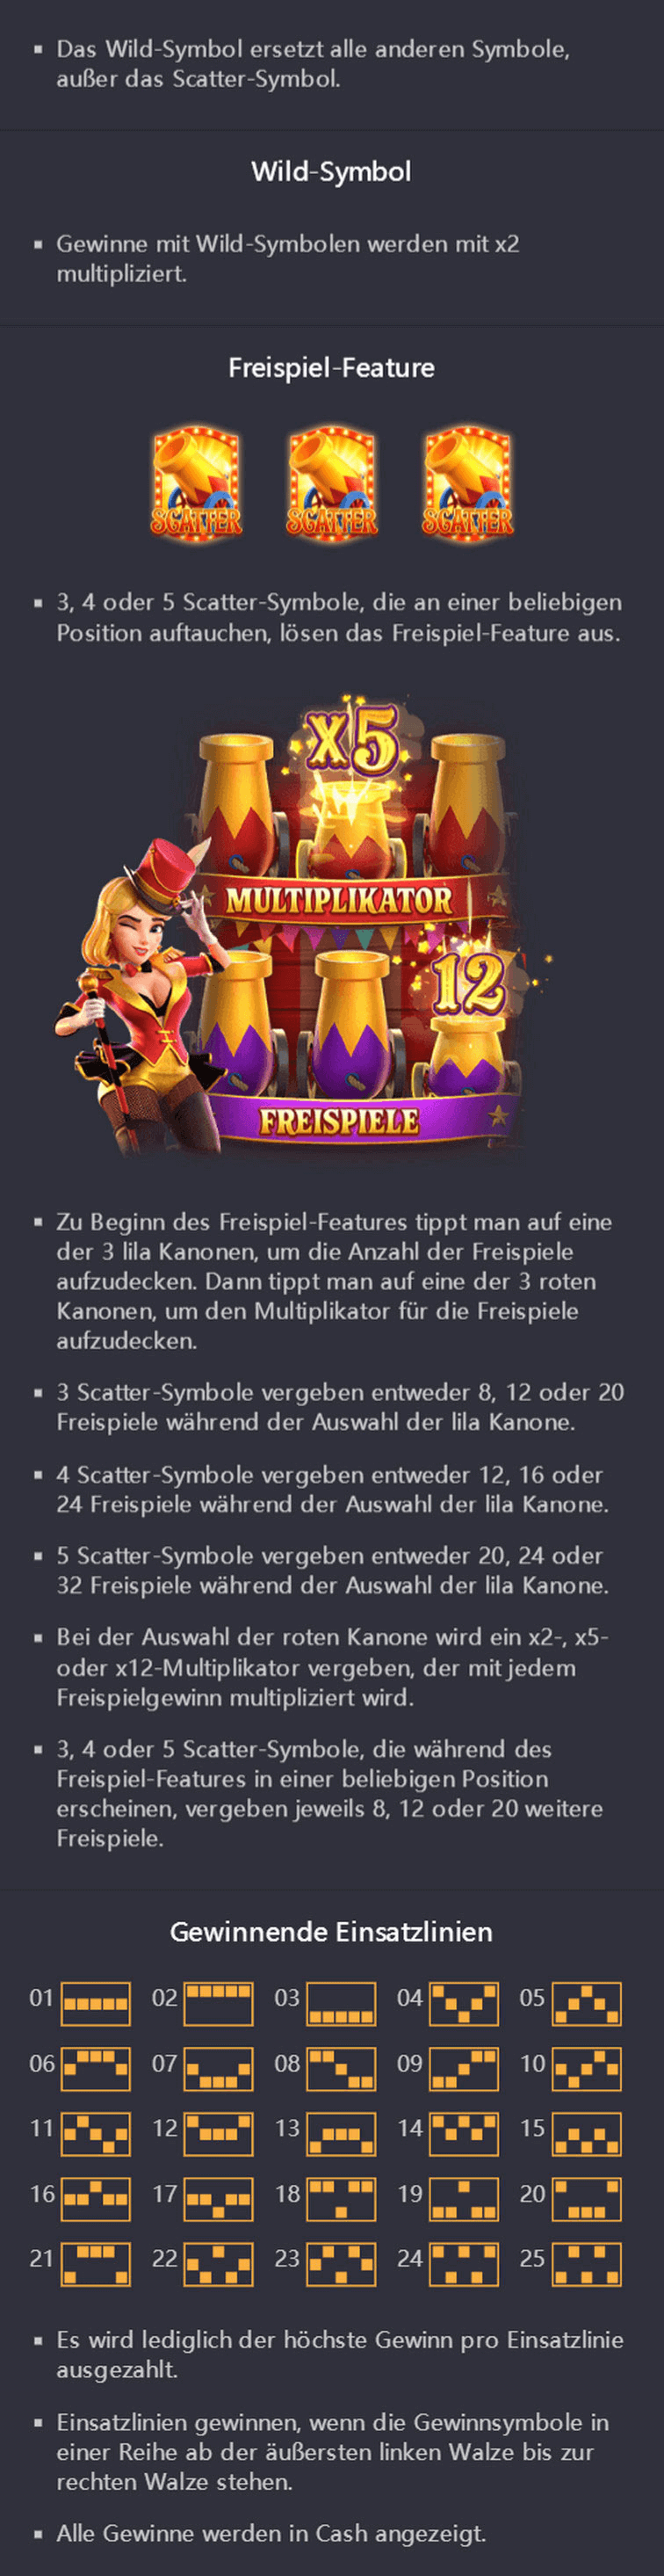 ▪ Das Wild-Symbol ersetzt alle anderen Symbole,
außer das Scatter-Symbol.
Wild-Symbol
▪ Gewinne mit Wild-Symbolen werden mit x2
multipliziert.
Freispiel-Feature
SCATTER SCATTER SCATTER
▪ 3, 4 oder 5 Scatter-Symbole, die an einer beliebigen
Position auftauchen, lösen das Freispiel-Feature aus.
x5
MULTIPLIKATOR
12
FREISPIELE
▪ Zu Beginn des Freispiel-Features tippt man auf eine
der 3 lila Kanonen, um die Anzahl der Freispiele
aufzudecken. Dann tippt man auf eine der 3 roten
Kanonen, um den Multiplikator für die Freispiele
aufzudecken.
▪ 3 Scatter-Symbole vergeben entweder 8, 12 oder 20
Freispiele während der Auswahl der lila Kanone.
▪ 4 Scatter-Symbole vergeben entweder 12, 16 oder
24 Freispiele während der Auswahl der lila Kanone.
▪ 5 Scatter-Symbole vergeben entweder 20, 24 oder
32 Freispiele während der Auswahl der lila Kanone.
▪ Bei der Auswahl der roten Kanone wird ein x2-, x5-
oder x12-Multiplikator vergeben, der mit jedem
Freispielgewinn multipliziert wird.
▪ 3, 4 oder 5 Scatter-Symbole, die während des
Freispiel-Features in einer beliebigen Position
erscheinen, vergeben jeweils 8, 12 oder 20 weitere
Freispiele.
Gewinnende Einsatzlinien
01 02 03 04 05
06 07 08 09 10
11 12 13 14 15
16 17 18 19 20
21 22 23 24 25
▪ Es wird lediglich der höchste Gewinn pro Einsatzlinie
ausgezahlt.
▪ Einsatzlinien gewinnen, wenn die Gewinnsymbole in
einer Reihe ab der äußersten linken Walze bis zur
rechten Walze stehen.
▪ Alle Gewinne werden in Cash angezeigt.